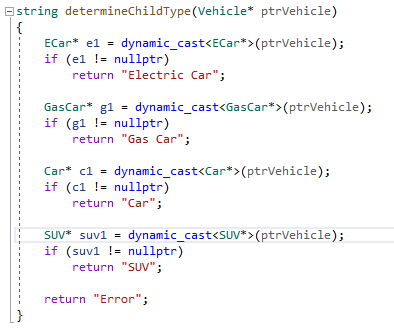 string determineChildType(Vehicle* ptrVehicle)
{
    ECar* e1 = dynamic_cast<ECar*>(ptrVehicle);
    if (e1 != nullptr)
        return "Electric Car";

    GasCar* g1 = dynamic_cast<GasCar*>(ptrVehicle);
    if (g1 != nullptr)
        return "Gas Car";

    Car* c1 = dynamic_cast<Car*>(ptrVehicle);
    if (c1 != nullptr)
        return "Car";

    SUV* suv1 = dynamic_cast<SUV*>(ptrVehicle);
    if (suv1 != nullptr)
        return "SUV";

    return "Error";
}